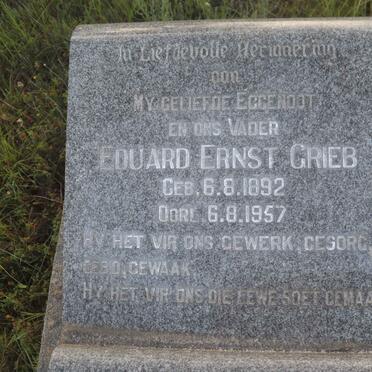 In Liefdevolle Herinnering
aan
My geliefde Eggenoot
en ons Vader
Eduard Ernst Grieb
Geb. 6.8.1892
Oorl. 6.8.1957
Hy het vir ons gewerk, gesorg,
gebid, gewaak
Hy het vir ons die lewe soet gemaa